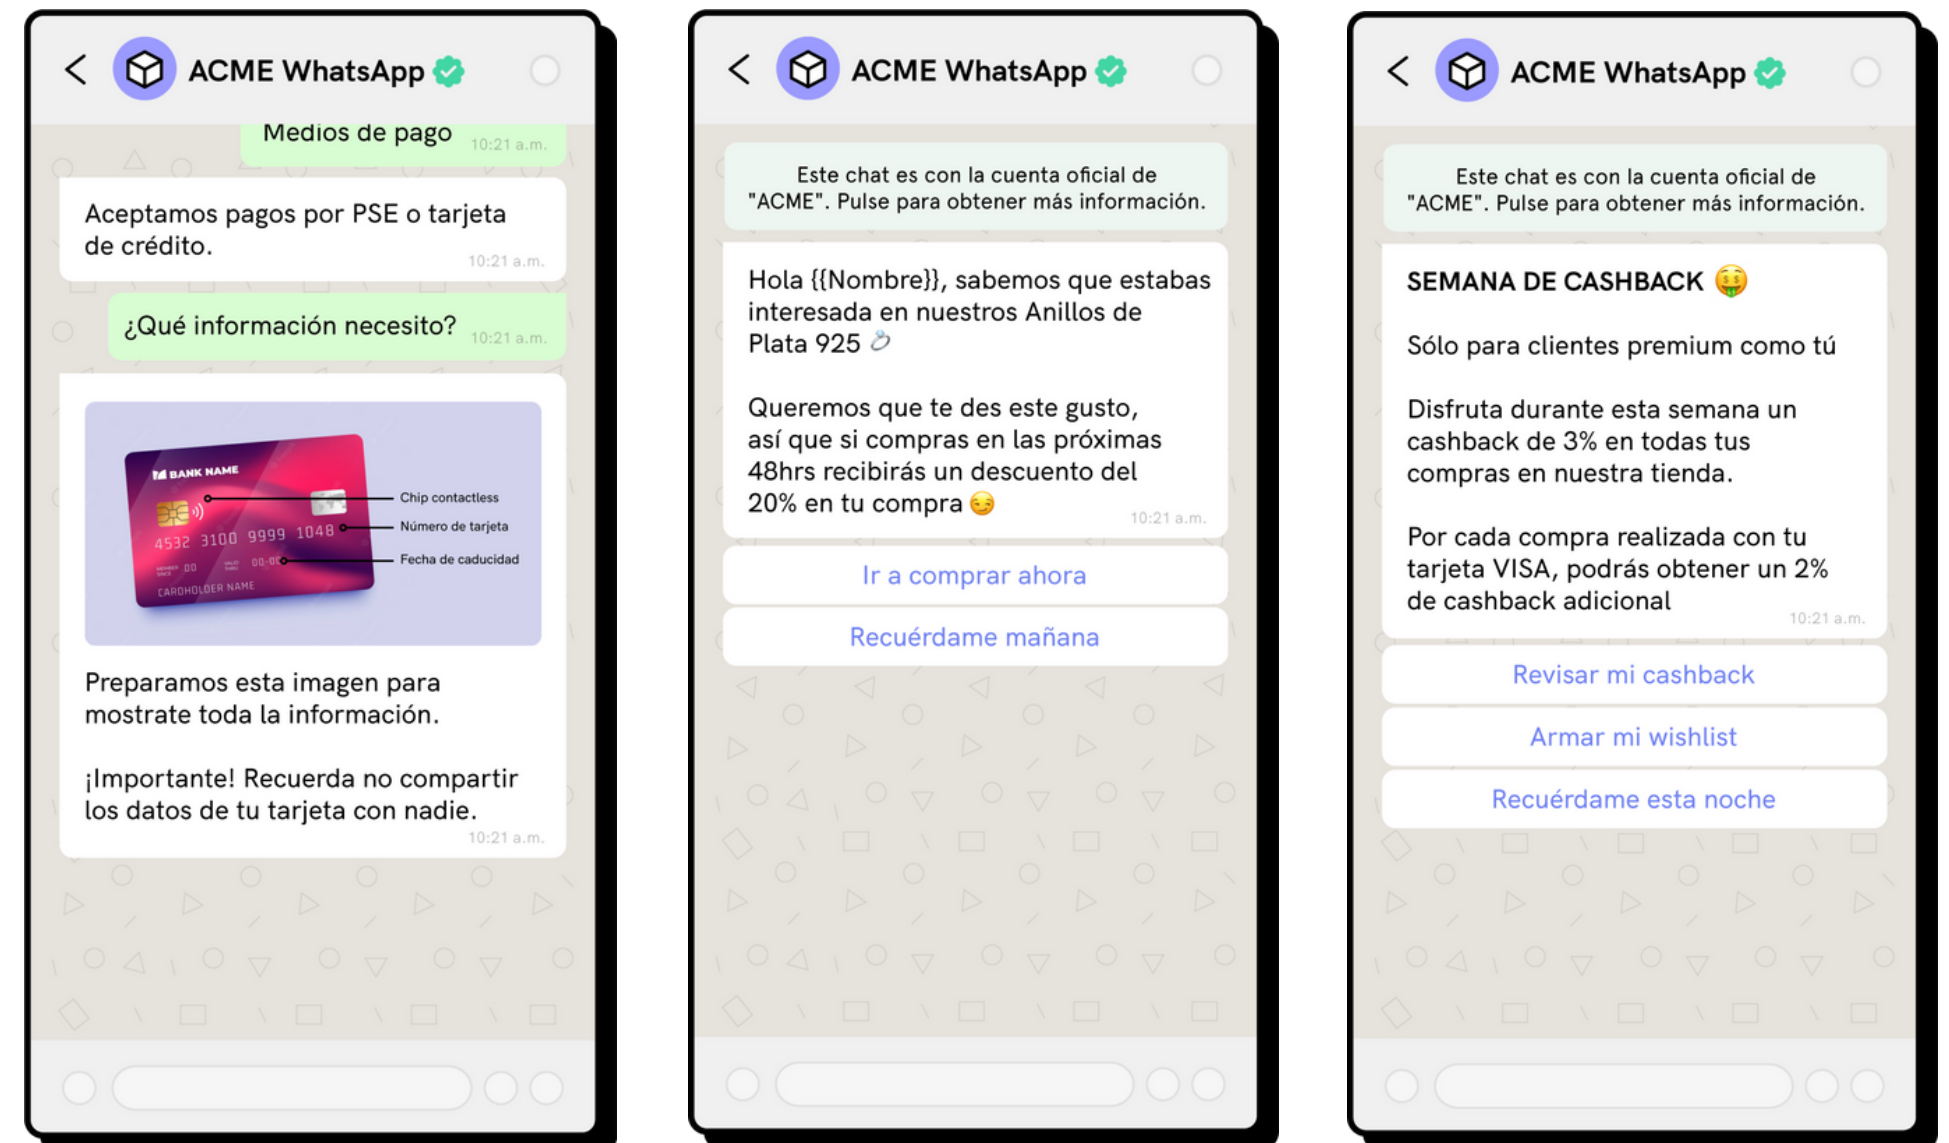 ACME WhatsApp
Medios de pago
10:21 a.m.
Aceptamos pagos por PSE o tarjeta
de crédito.
10:21 a.m.
¿Qué información necesito?
10:21 a.m.
BANK NAME
Chip contactless
4532 3100 9999 1048
Número de tarjeta
Fecha de caducidad
CARDHOLDER NAME
Preparamos esta imagen para
mostrate toda la información.
¡Importante! Recuerda no compartir
los datos de tu tarjeta con nadie.
10:21 a.m.
ACME WhatsApp
Este chat es con la cuenta oficial de
"ACME". Pulse para obtener más información.
Hola {{Nombre}}, sabemos que estabas
interesada en nuestros Anillos de
Plata 925 💍
Queremos que te des este gusto,
así que si compras en las próximas
48hrs recibirás un descuento del
20% en tu compra 😏
10:21 a.m.
Ir a comprar ahora
Recuérdame mañana
ACME WhatsApp
Este chat es con la cuenta oficial de
"ACME". Pulse para obtener más información.
SEMANA DE CASHBACK 🤑
Sólo para clientes premium como tú
Disfruta durante esta semana un
cashback de 3% en todas tus
compras en nuestra tienda.
Por cada compra realizada con tu
tarjeta VISA, podrás obtener un 2%
de cashback adicional
10:21 a.m.
Revisar mi cashback
Armar mi wishlist
Recuérdame esta noche